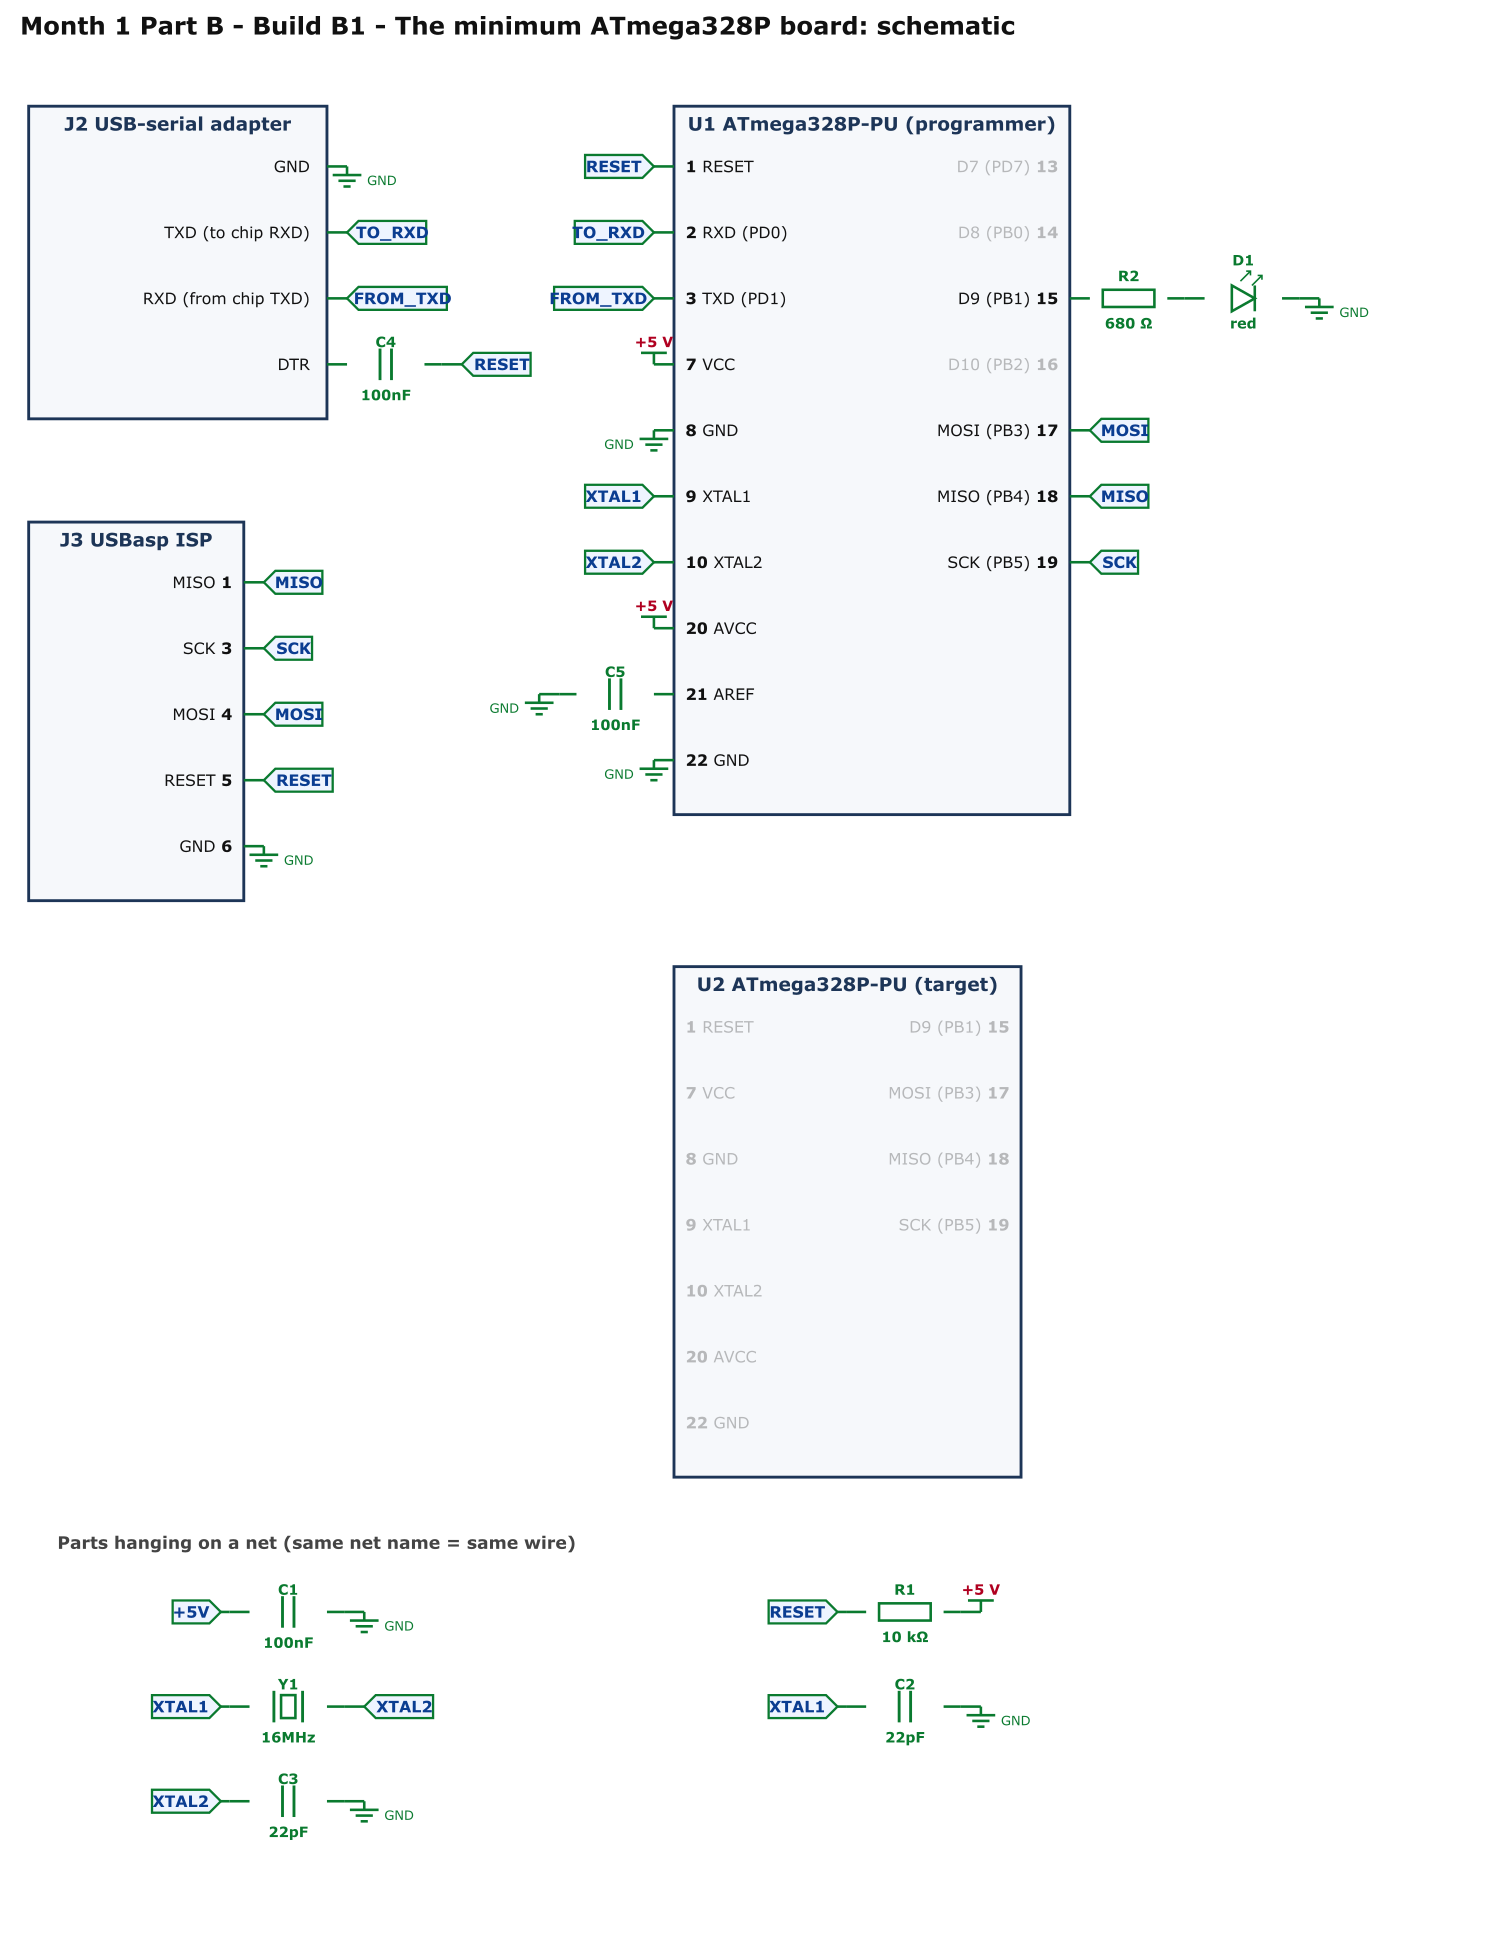 Month 1 Part B - Build B1 - The minimum ATmega328P board: schematic
J2 USB-serial adapter
GND
GND
TXD (to chip RXD)
TO_RXD
RXD (from chip TXD)
FROM_TXD
DTR
C4
100nF
RESET
U1 ATmega328P-PU (programmer)
RESET
1 RESET
TO_RXD
2 RXD (PD0)
FROM_TXD
3 TXD (PD1)
+5 V
7 VCC
GND
8 GND
XTAL1
9 XTAL1
XTAL2
10 XTAL2
+5 V
20 AVCC
GND
C5
100nF
21 AREF
GND
22 GND
D7 (PD7) 13
D8 (PB0) 14
D9 (PB1) 15
R2
680 Ω
D1
red
GND
D10 (PB2) 16
MOSI (PB3) 17
MOSI
MISO (PB4) 18
MISO
SCK (PB5) 19
SCK
J3 USBasp ISP
MISO 1
MISO
SCK 3
SCK
MOSI 4
MOSI
RESET 5
RESET
GND 6
GND
U2 ATmega328P-PU (target)
1 RESET
7 VCC
8 GND
9 XTAL1
10 XTAL2
20 AVCC
22 GND
D9 (PB1) 15
MOSI (PB3) 17
MISO (PB4) 18
SCK (PB5) 19
Parts hanging on a net (same net name = same wire)
+5V
C1
100nF
GND
RESET
R1
10 kΩ
+5 V
XTAL1
Y1
16MHz
XTAL2
XTAL1
C2
22pF
GND
XTAL2
C3
22pF
GND